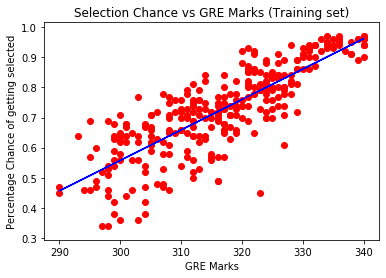 Selection Chance vs GRE Marks (Training set)
Percentage Chance of getting selected
1.0
0.9
0.8
0.7
0.6
0.5
0.4
0.3
290 300 310 320 330 340
GRE Marks